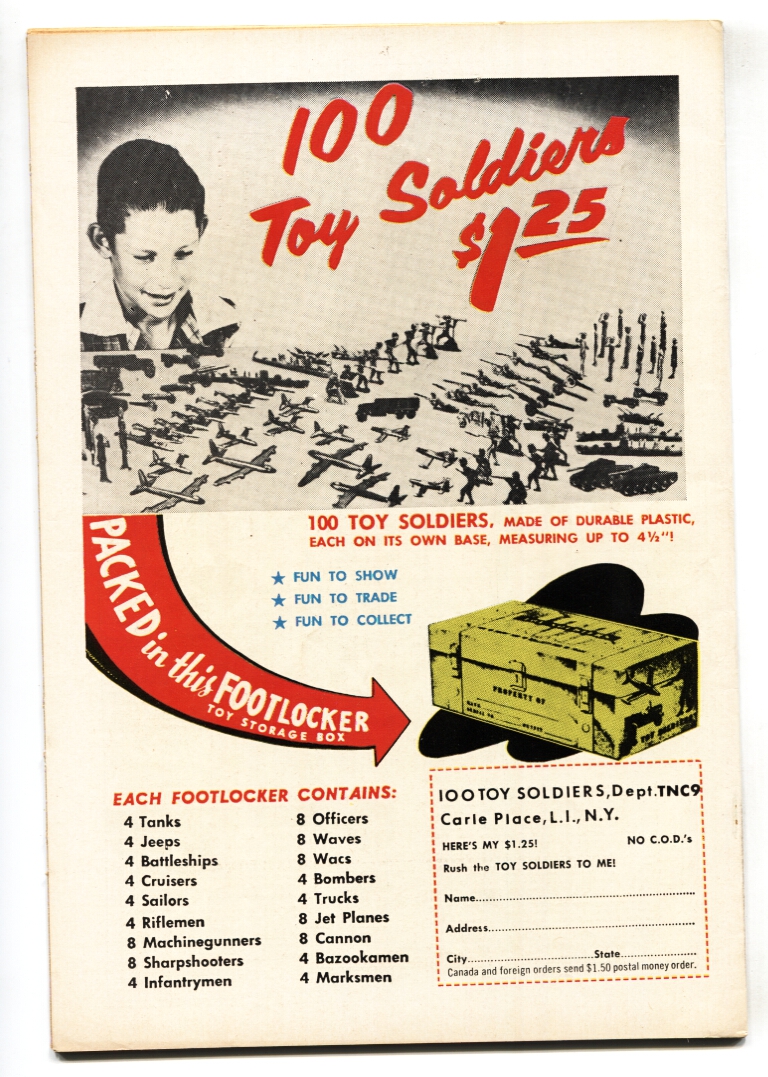 100
Toy Soldiers
$1.25
100 TOY SOLDIERS, MADE OF DURABLE PLASTIC,
EACH ON ITS OWN BASE, MEASURING UP TO 4½"!
★ FUN TO SHOW
★ FUN TO TRADE
★ FUN TO COLLECT
PACKED in this FOOTLOCKER
TOY STORAGE BOX
PROPERTY OF
TOY SOLDIERS
EACH FOOTLOCKER CONTAINS:
4 Tanks
4 Jeeps
4 Battleships
4 Cruisers
4 Sailors
4 Riflemen
8 Machinegunners
8 Sharpshooters
4 Infantrymen
8 Officers
8 Waves
8 Wacs
4 Bombers
4 Trucks
8 Jet Planes
8 Cannon
4 Bazookamen
4 Marksmen
100 TOY SOLDIERS, Dept. TNC9
Carle Place, L.I., N.Y.
HERE'S MY $1.25! NO C.O.D.'s
Rush the TOY SOLDIERS TO ME!
Name
Address
City State
Canada and foreign orders send $1.50 postal money order.